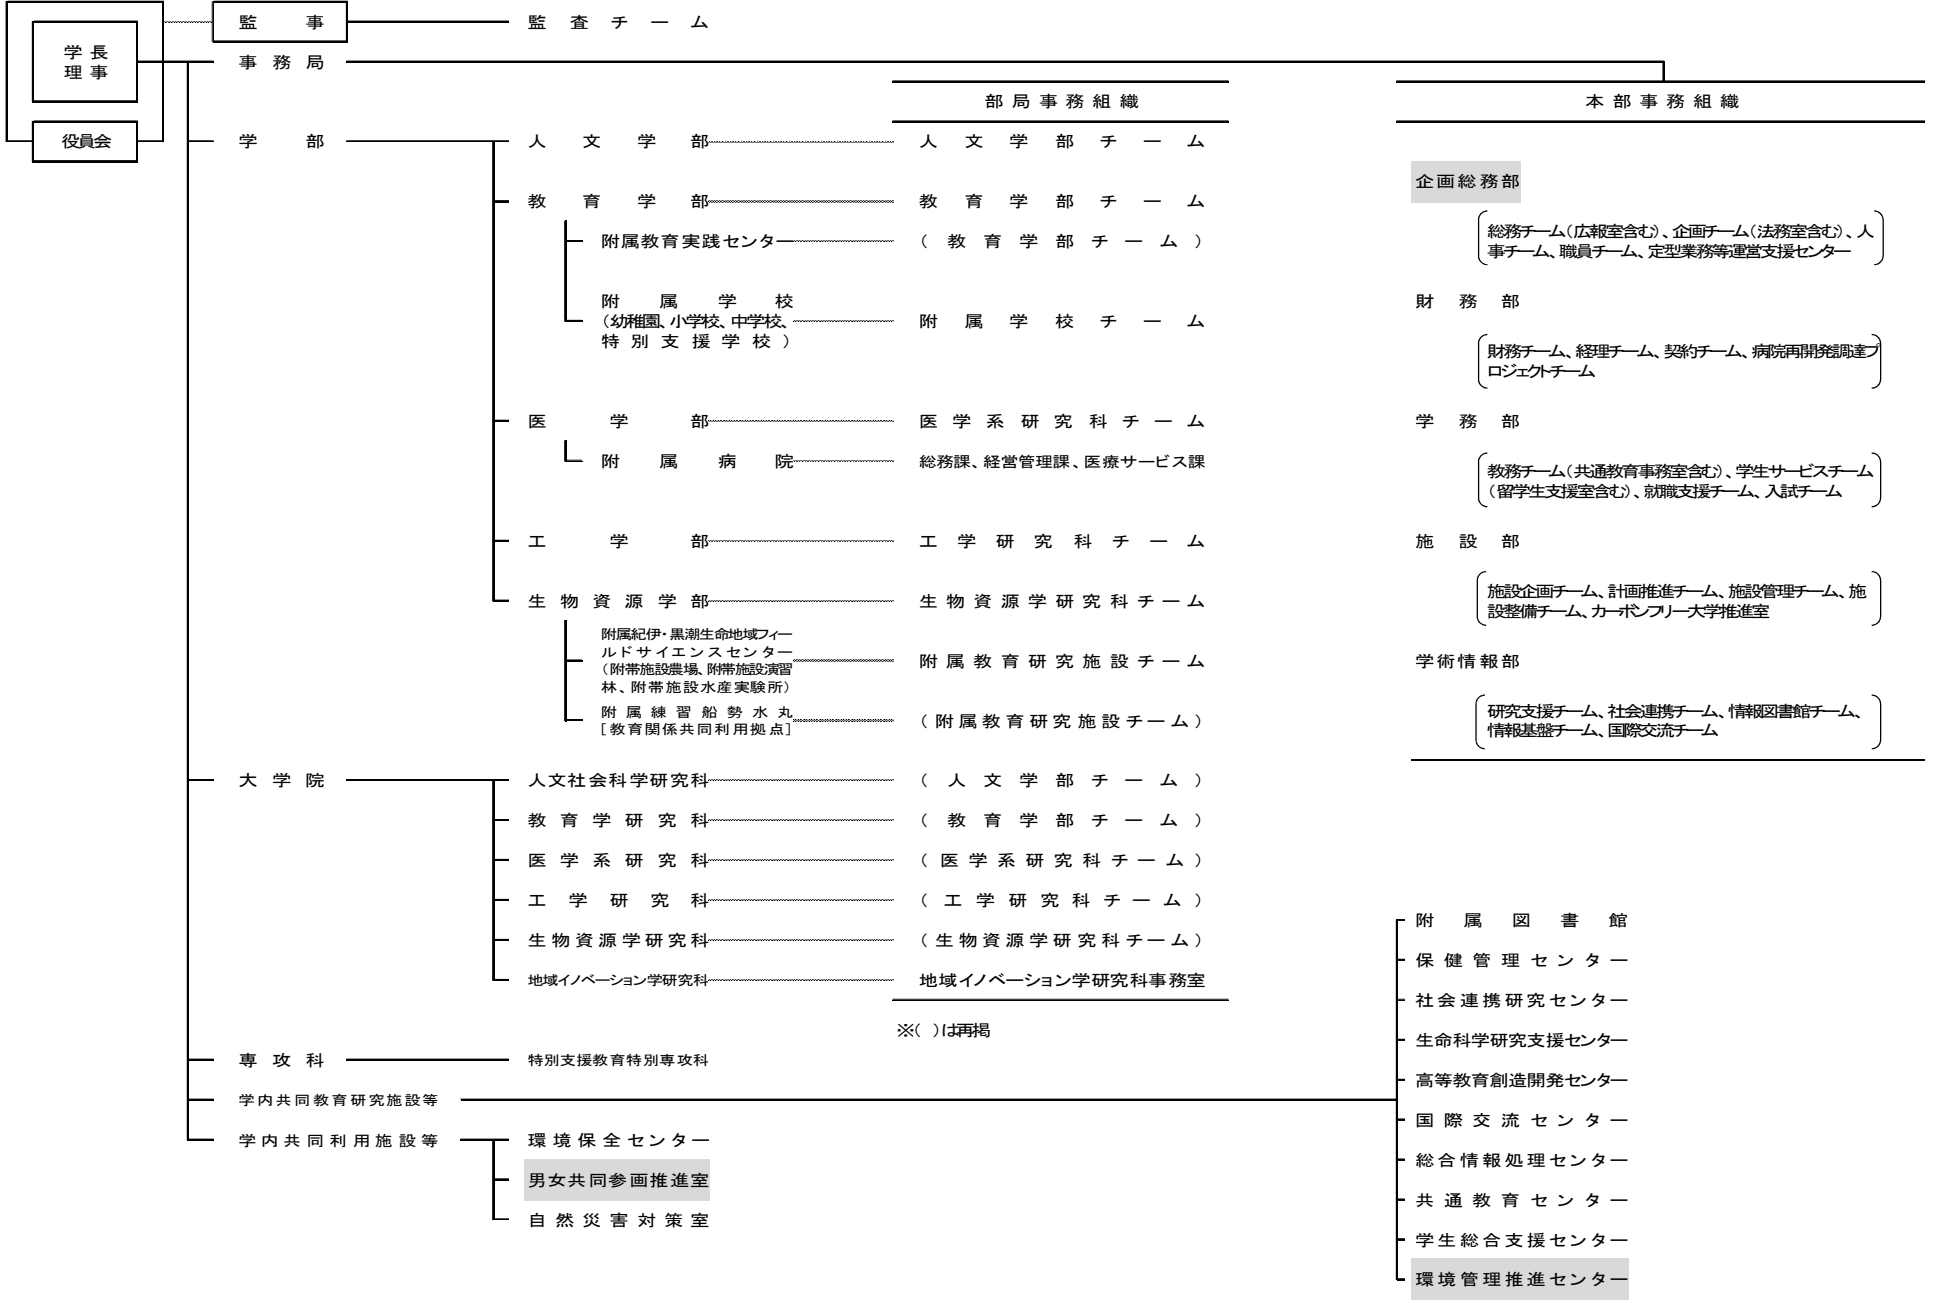 監事
監査チーム
学長
理事
役員会
事務局
部局事務組織
本部事務組織
学部
人文学部
人文学部チーム
教育学部
教育学部チーム
附属教育実践センター
(教育学部チーム)
附属学校
(幼稚園、小学校、中学校、
特別支援学校)
附属学校チーム
医学部
医学系研究科チーム
附属病院
総務課、経営管理課、医療サービス課
工学部
工学研究科チーム
生物資源学部
生物資源学研究科チーム
附属紀伊・黒潮生命地域フィー
ルドサイエンスセンター
(附帯施設農場、附帯施設演習
林、附帯施設水産実験所)
附属教育研究施設チーム
附属練習船勢水丸
[教育関係共同利用拠点]
(附属教育研究施設チーム)
企画総務部
総務チーム(広報室含む)、企画チーム(法務室含む)、人
事チーム、職員チーム、定型業務等運営支援センター
財務部
財務チーム、経理チーム、契約チーム、病院再開発調達プ
ロジェクトチーム
学務部
教務チーム(共通教育事務室含む)、学生サービスチーム
(留学生支援室含む)、就職支援チーム、入試チーム
施設部
施設企画チーム、計画推進チーム、施設管理チーム、施
設整備チーム、カーボンフリー大学推進室
学術情報部
研究支援チーム、社会連携チーム、情報図書館チーム、
情報基盤チーム、国際交流チーム
大学院
人文社会科学研究科
(人文学部チーム)
教育学研究科
(教育学部チーム)
医学系研究科
(医学系研究科チーム)
工学研究科
(工学研究科チーム)
生物資源学研究科
(生物資源学研究科チーム)
地域イノベーション学研究科
地域イノベーション学研究科事務室
※( )は再掲
専攻科
特別支援教育特別専攻科
学内共同教育研究施設等
附属図書館
保健管理センター
社会連携研究センター
生命科学研究支援センター
高等教育創造開発センター
国際交流センター
総合情報処理センター
共通教育センター
学生総合支援センター
環境管理推進センター
学内共同利用施設等
環境保全センター
男女共同参画推進室
自然災害対策室